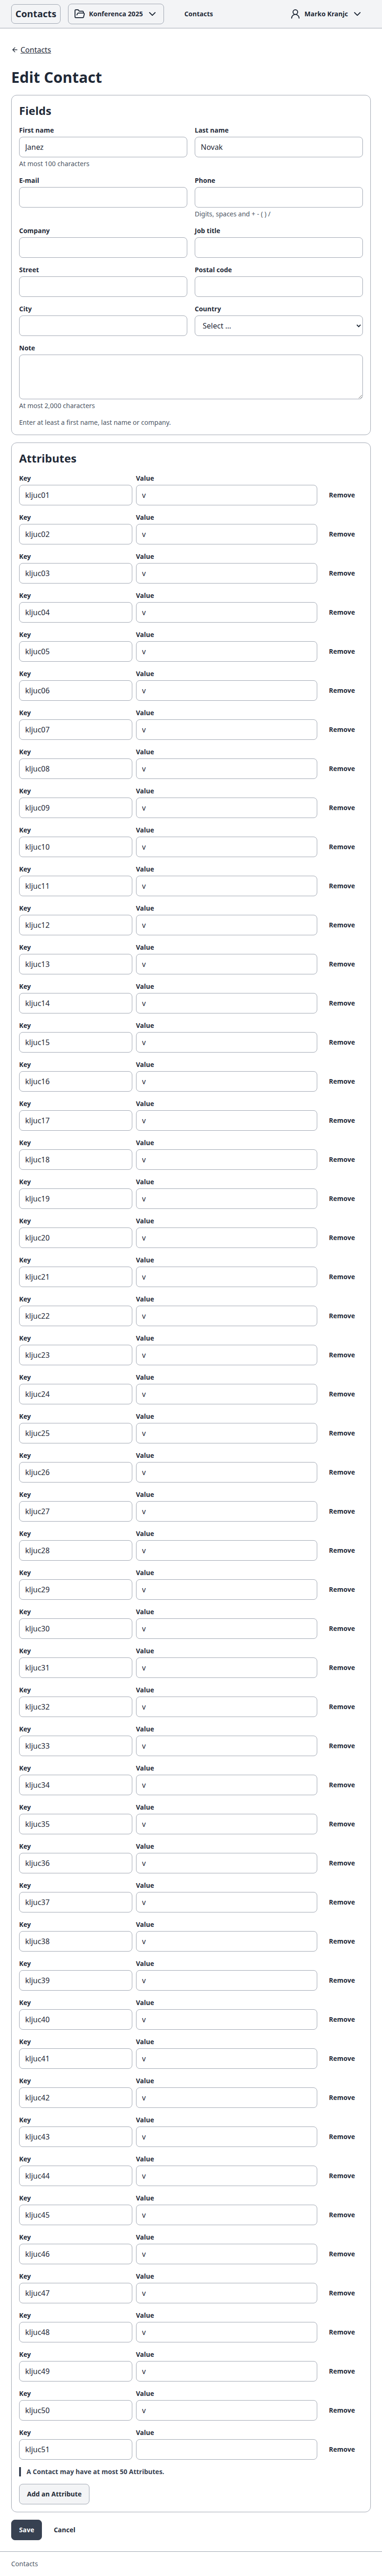 Contacts Konferenca 2025 Contacts Marko Kranjc
← Contacts
Edit Contact
Fields
First name Last name
Janez Novak
At most 100 characters
E-mail Phone
Digits, spaces and + - ( ) /
Company Job title
Street Postal code
City Country
Select ...
Note
At most 2,000 characters
Enter at least a first name, last name or company.
Attributes
Key Value
kljuc01 v Remove
Key Value
kljuc02 v Remove
Key Value
kljuc03 v Remove
Key Value
kljuc04 v Remove
Key Value
kljuc05 v Remove
Key Value
kljuc06 v Remove
Key Value
kljuc07 v Remove
Key Value
kljuc08 v Remove
Key Value
kljuc09 v Remove
Key Value
kljuc10 v Remove
Key Value
kljuc11 v Remove
Key Value
kljuc12 v Remove
Key Value
kljuc13 v Remove
Key Value
kljuc14 v Remove
Key Value
kljuc15 v Remove
Key Value
kljuc16 v Remove
Key Value
kljuc17 v Remove
Key Value
kljuc18 v Remove
Key Value
kljuc19 v Remove
Key Value
kljuc20 v Remove
Key Value
kljuc21 v Remove
Key Value
kljuc22 v Remove
Key Value
kljuc23 v Remove
Key Value
kljuc24 v Remove
Key Value
kljuc25 v Remove
Key Value
kljuc26 v Remove
Key Value
kljuc27 v Remove
Key Value
kljuc28 v Remove
Key Value
kljuc29 v Remove
Key Value
kljuc30 v Remove
Key Value
kljuc31 v Remove
Key Value
kljuc32 v Remove
Key Value
kljuc33 v Remove
Key Value
kljuc34 v Remove
Key Value
kljuc35 v Remove
Key Value
kljuc36 v Remove
Key Value
kljuc37 v Remove
Key Value
kljuc38 v Remove
Key Value
kljuc39 v Remove
Key Value
kljuc40 v Remove
Key Value
kljuc41 v Remove
Key Value
kljuc42 v Remove
Key Value
kljuc43 v Remove
Key Value
kljuc44 v Remove
Key Value
kljuc45 v Remove
Key Value
kljuc46 v Remove
Key Value
kljuc47 v Remove
Key Value
kljuc48 v Remove
Key Value
kljuc49 v Remove
Key Value
kljuc50 v Remove
Key Value
kljuc51 Remove
A Contact may have at most 50 Attributes.
Add an Attribute
Save Cancel
Contacts